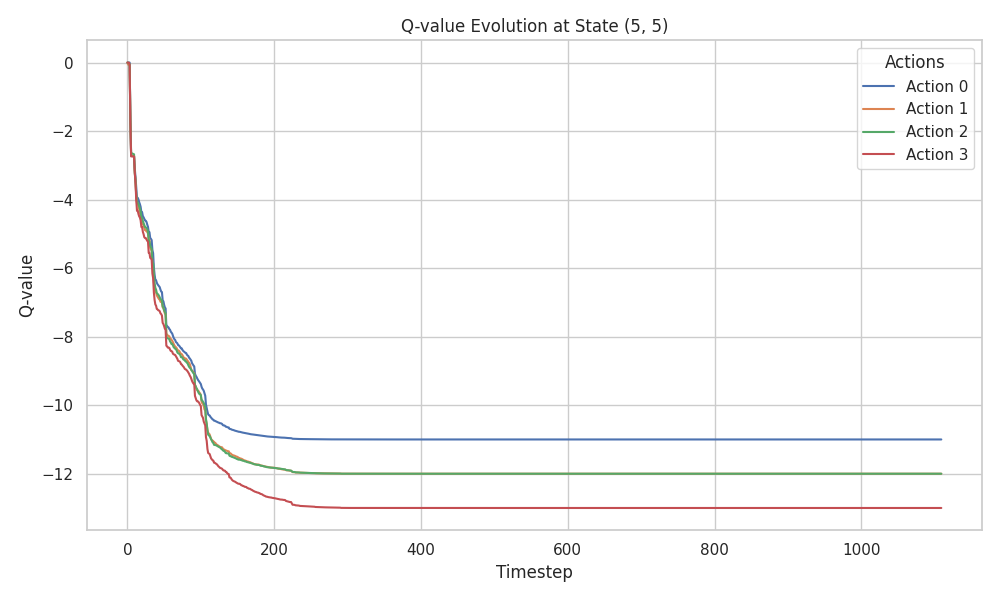 Q-value Evolution at State (5, 5)
Actions
Action 0
Action 1
Action 2
Action 3
Q-value
0
−2
−4
−6
−8
−10
−12
0 200 400 600 800 1000
Timestep